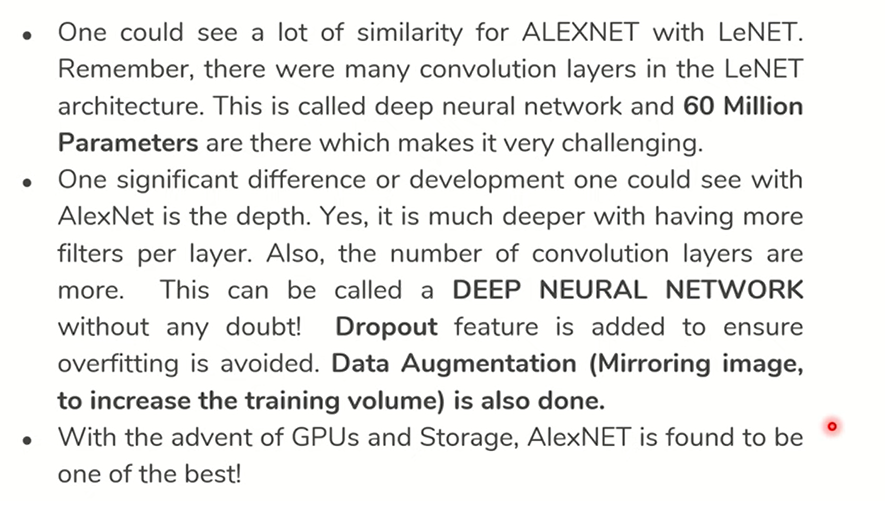 • One could see a lot of similarity for ALEXNET with LeNET.
Remember, there were many convolution layers in the LeNET
architecture. This is called deep neural network and 60 Million
Parameters are there which makes it very challenging.
• One significant difference or development one could see with
AlexNet is the depth. Yes, it is much deeper with having more
filters per layer. Also, the number of convolution layers are
more. This can be called a DEEP NEURAL NETWORK
without any doubt! Dropout feature is added to ensure
overfitting is avoided. Data Augmentation (Mirroring image,
to increase the training volume) is also done.
• With the advent of GPUs and Storage, AlexNET is found to be
one of the best!